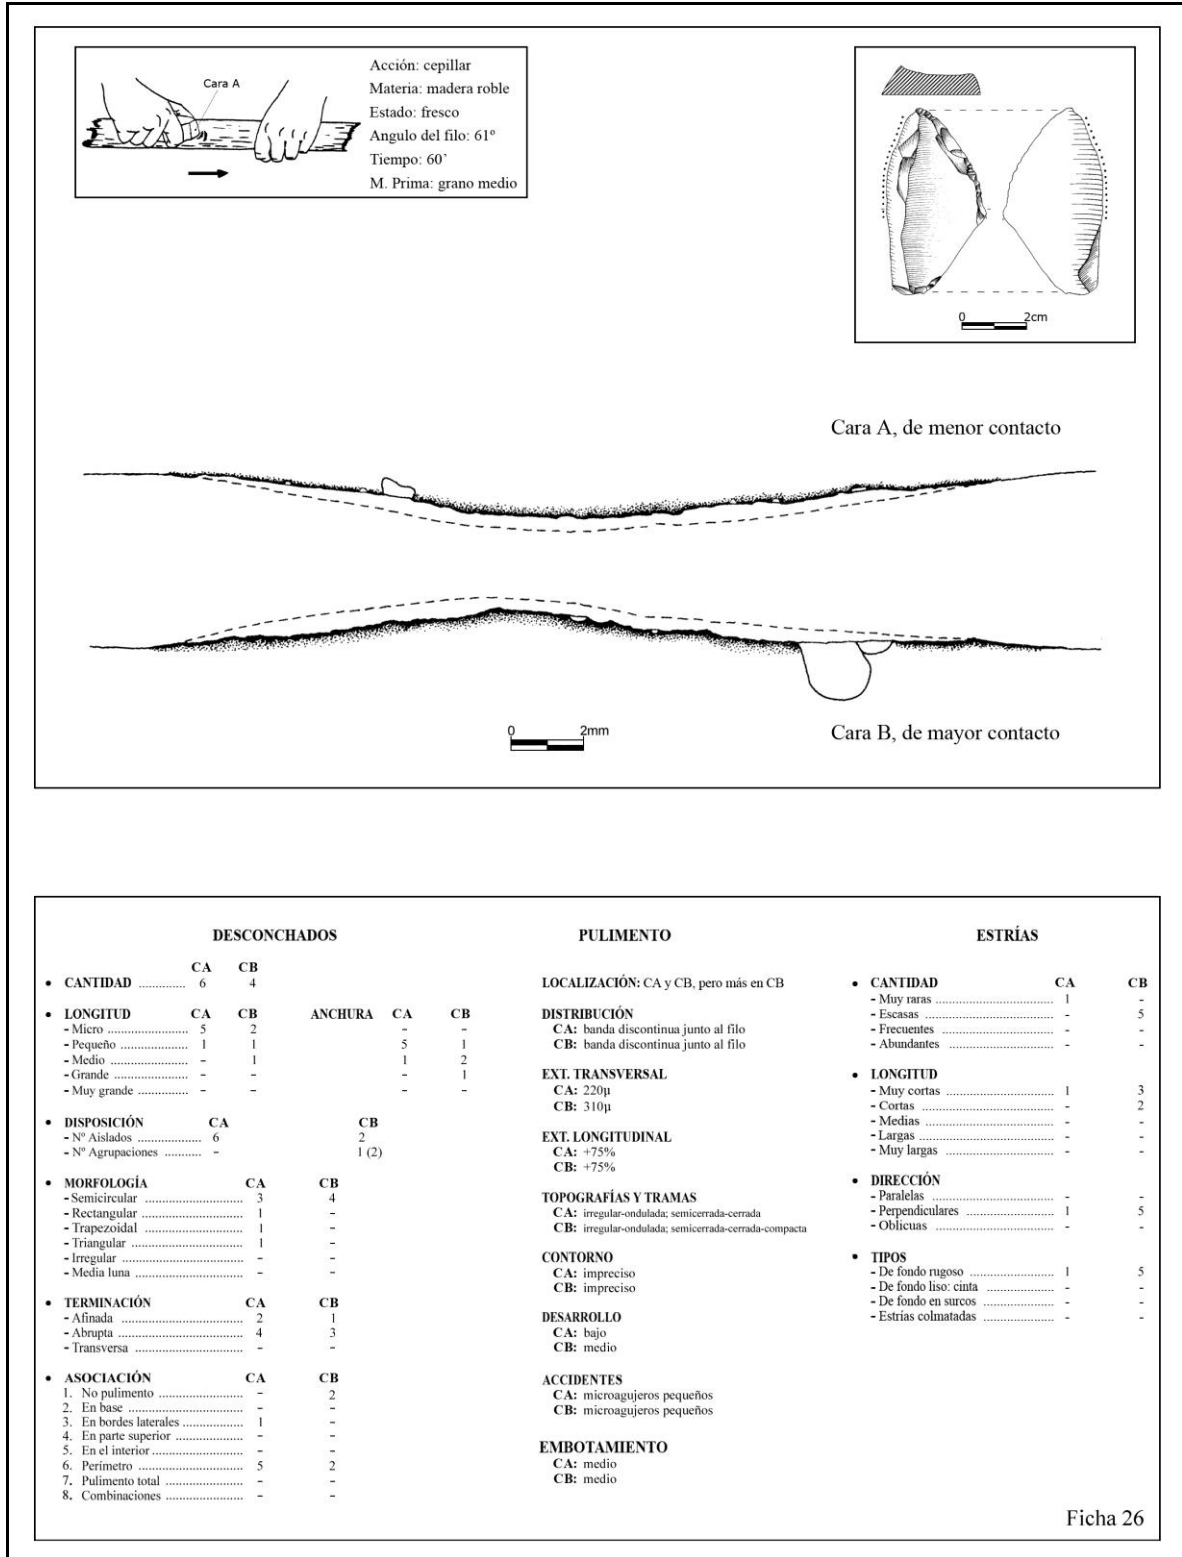 Cara A
Acción: cepillar
Materia: madera roble
Estado: fresco
Angulo del filo: 61º
Tiempo: 60’
M. Prima: grano medio
0 2cm
Cara A, de menor contacto
0 2mm
Cara B, de mayor contacto
DESCONCHADOS
CA CB
• CANTIDAD .............. 6 4
• LONGITUD CA CB ANCHURA CA CB
- Micro ...................... 5 2 - -
- Pequeño ................... 1 1 5 1
- Medio ..................... - 1 1 2
- Grande .................... - - - 1
- Muy grande .............. - - - -
• DISPOSICIÓN CA CB
- Nº Aislados ................. 6 2
- Nº Agrupaciones .......... - 1 (2)
• MORFOLOGÍA CA CB
- Semicircular .......................... 3 4
- Rectangular ........................... 1 -
- Trapezoidal ........................... 1 -
- Triangular ............................. 1 -
- Irregular ............................... - -
- Media luna ............................ - -
• TERMINACIÓN CA CB
- Afinada ................................ 2 1
- Abrupta ................................ 4 3
- Transversa ............................ - -
• ASOCIACIÓN CA CB
1. No pulimento ........................ - 2
2. En base ............................... - -
3. En bordes laterales .................. 1 -
4. En parte superior .................... - -
5. En el interior ......................... - -
6. Perímetro ............................. 5 2
7. Pulimento total ...................... - -
8. Combinaciones ....................... - -
PULIMENTO
LOCALIZACIÓN: CA y CB, pero más en CB
DISTRIBUCIÓN
CA: banda discontinua junto al filo
CB: banda discontinua junto al filo
EXT. TRANSVERSAL
CA: 220µ
CB: 310µ
EXT. LONGITUDINAL
CA: +75%
CB: +75%
TOPOGRAFÍAS Y TRAMAS
CA: irregular-ondulada; semicerrada-cerrada
CB: irregular-ondulada; semicerrada-cerrada-compacta
CONTORNO
CA: impreciso
CB: impreciso
DESARROLLO
CA: bajo
CB: medio
ACCIDENTES
CA: microagujeros pequeños
CB: microagujeros pequeños
EMBOTAMIENTO
CA: medio
CB: medio
ESTRÍAS
• CANTIDAD CA CB
- Muy raras ................................ 1 -
- Escasas ................................... - 5
- Frecuentes ............................... - -
- Abundantes .............................. - -
• LONGITUD
- Muy cortas ............................... 1 3
- Cortas ..................................... - 2
- Medias .................................... - -
- Largas ..................................... - -
- Muy largas ............................... - -
• DIRECCIÓN
- Paralelas ................................. - -
- Perpendiculares ......................... 1 5
- Oblicuas .................................. - -
• TIPOS
- De fondo rugoso ........................ 1 5
- De fondo liso: cinta .................... - -
- De fondo en surcos ..................... - -
- Estrías colmatadas ..................... - -
Ficha 26